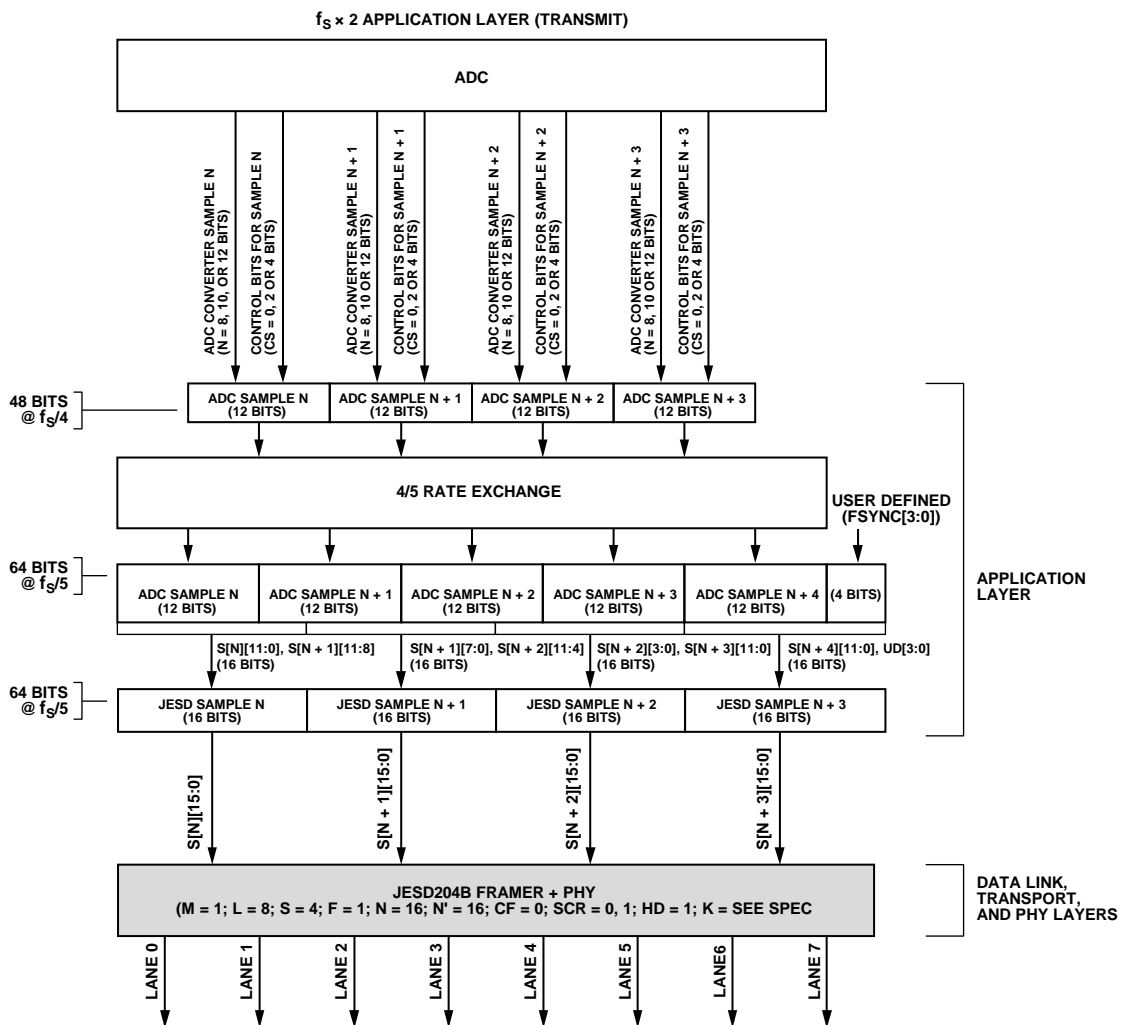 fS × 2 APPLICATION LAYER (TRANSMIT)
ADC
ADC CONVERTER SAMPLE N
(N = 8, 10, OR 12 BITS)
CONTROL BITS FOR SAMPLE N
(CS = 0, 2 OR 4 BITS)
ADC CONVERTER SAMPLE N + 1
(N = 8, 10 OR 12 BITS)
CONTROL BITS FOR SAMPLE N + 1
(CS = 0, 2 OR 4 BITS)
ADC CONVERTER SAMPLE N + 2
(N = 8, 10 OR 12 BITS)
CONTROL BITS FOR SAMPLE N + 2
(CS = 0, 2 OR 4 BITS)
ADC CONVERTER SAMPLE N + 3
(N = 8, 10 OR 12 BITS)
CONTROL BITS FOR SAMPLE N + 3
(CS = 0, 2 OR 4 BITS)
48 BITS
@ fS/4
ADC SAMPLE N
(12 BITS)
ADC SAMPLE N + 1
(12 BITS)
ADC SAMPLE N + 2
(12 BITS)
ADC SAMPLE N + 3
(12 BITS)
4/5 RATE EXCHANGE
USER DEFINED
(FSYNC[3:0])
64 BITS
@ fS/5
ADC SAMPLE N
(12 BITS)
ADC SAMPLE N + 1
(12 BITS)
ADC SAMPLE N + 2
(12 BITS)
ADC SAMPLE N + 3
(12 BITS)
ADC SAMPLE N + 4
(12 BITS)
(4 BITS)
APPLICATION
LAYER
S[N][11:0], S[N + 1][11:8]
(16 BITS)
S[N + 1][7:0], S[N + 2][11:4]
(16 BITS)
S[N + 2][3:0], S[N + 3][11:0]
(16 BITS)
S[N + 4][11:0], UD[3:0]
(16 BITS)
64 BITS
@ fS/5
JESD SAMPLE N
(16 BITS)
JESD SAMPLE N + 1
(16 BITS)
JESD SAMPLE N + 2
(16 BITS)
JESD SAMPLE N + 3
(16 BITS)
S[N][15:0]
S[N + 1][15:0]
S[N + 2][15:0]
S[N + 3][15:0]
JESD204B FRAMER + PHY
(M = 1; L = 8; S = 4; F = 1; N = 16; N' = 16; CF = 0; SCR = 0, 1; HD = 1; K = SEE SPEC
DATA LINK,
TRANSPORT,
AND PHY LAYERS
LANE 0
LANE 1
LANE 2
LANE 3
LANE 4
LANE 5
LANE6
LANE 7